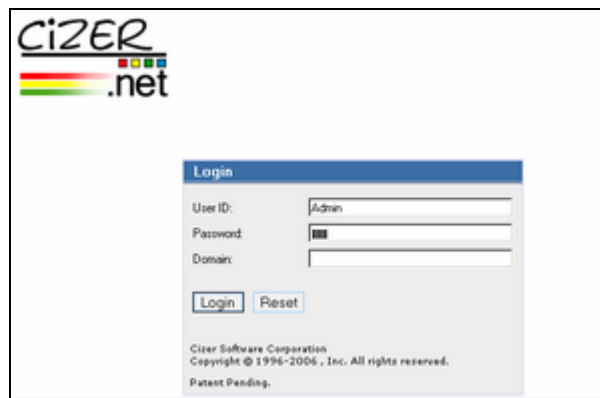 CiZER
.net
Login
User ID: Admin
Password:
Domain:
Login Reset
Cizer Software Corporation
Copyright © 1996-2006 , Inc. All rights reserved.
Patent Pending.